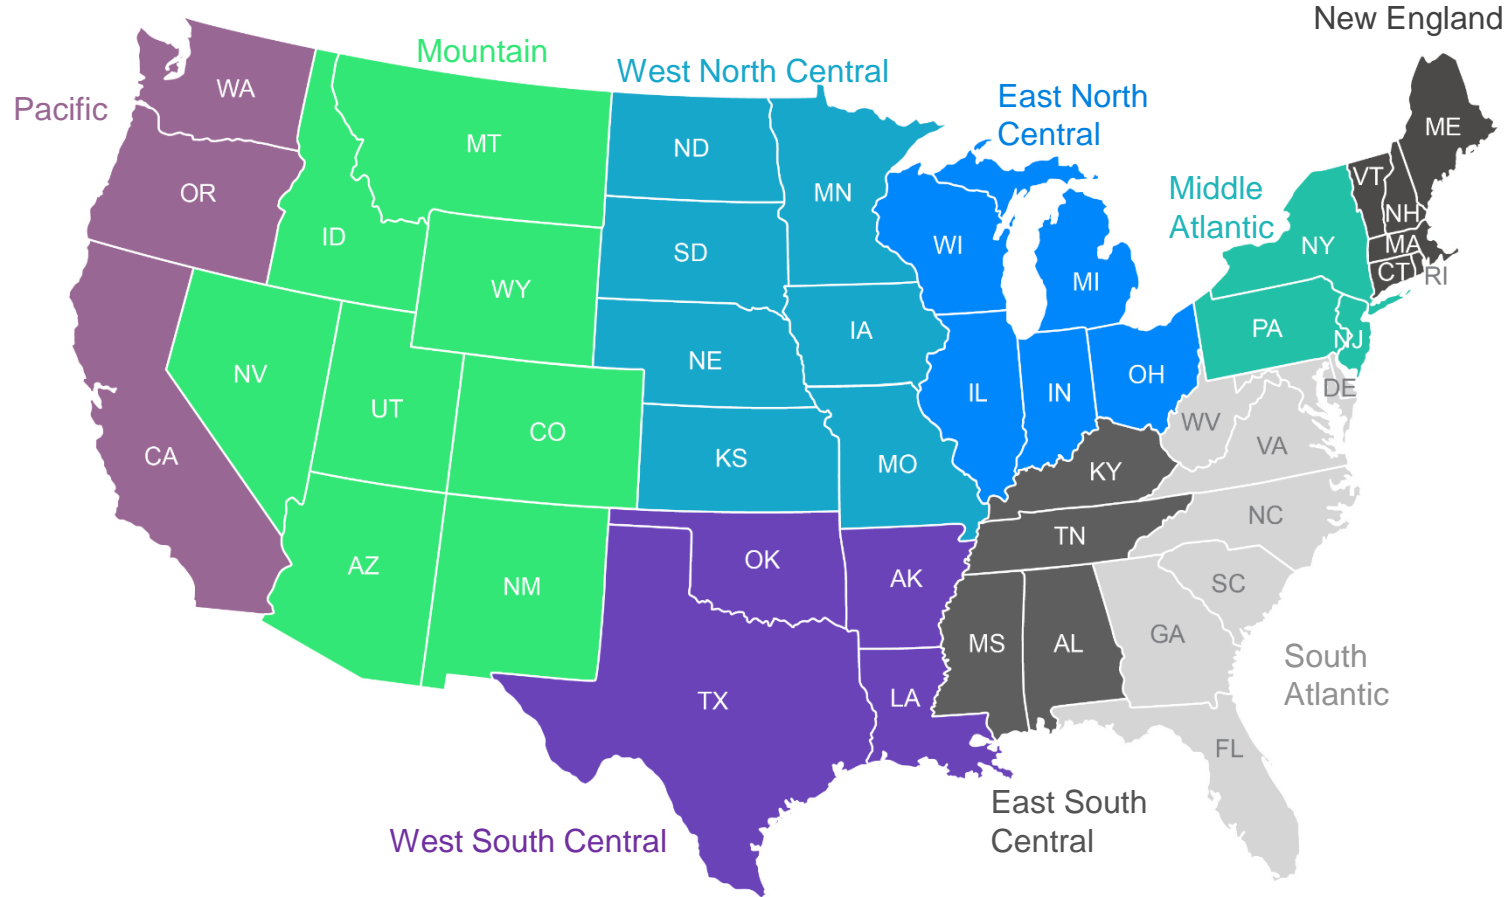 New England
Mountain
West North Central
East North
Central
Pacific
WA
MT
ND
MN
ME
OR
ID
SD
WI
MI
Middle
Atlantic
VT
NH
NY
MA
CT
RI
WY
IA
NE
PA
NJ
NV
UT
CO
KS
MO
IL
IN
OH
DE
WV
VA
CA
KY
NC
TN
AZ
NM
OK
AK
SC
GA
MS
AL
South
Atlantic
TX
LA
FL
East South
Central
West South Central